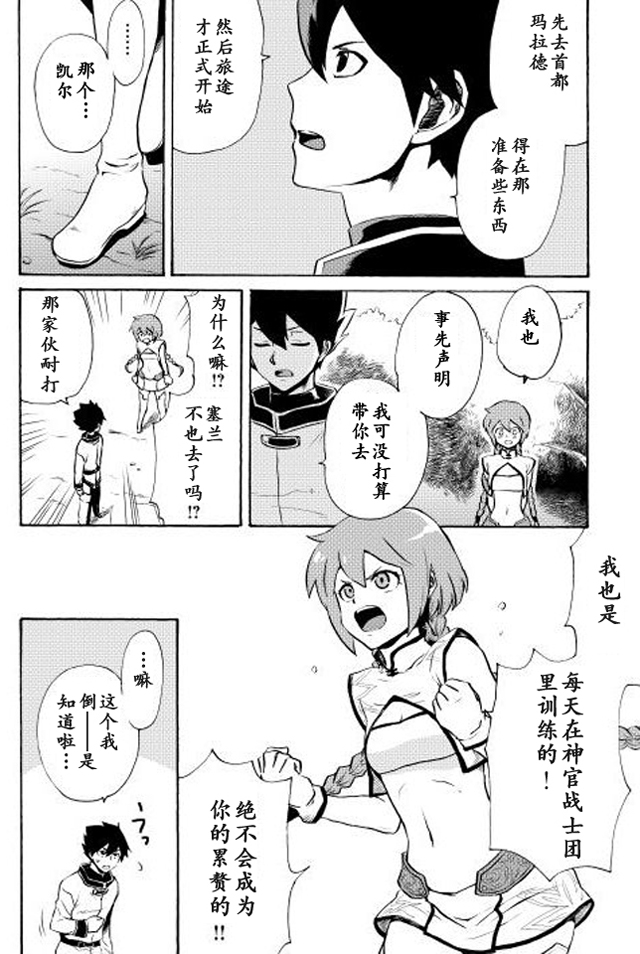 先去首都
玛拉德
得在那
准备些东西
然后旅途
才正式开始
……
那个…
凯尔
我也
事先声明
我可没打算
带你去
为什么嘛!?
塞兰
不也去了吗!?
那家伙耐打
我也是
每天在神官战士团
里训练的！
绝不会成为
你的累赘的!!
…嘛
这个我
倒——是
知道啦…
うっ